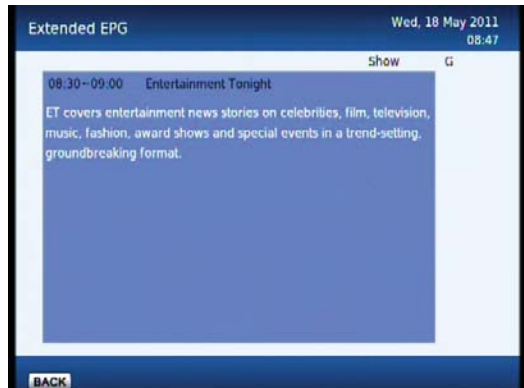 Extended EPG
Wed, 18 May 2011
08:47
Show G
08:30~09:00 Entertainment Tonight
ET covers entertainment news stories on celebrities, film, television,
music, fashion, award shows and special events in a trend-setting,
groundbreaking format.
BACK